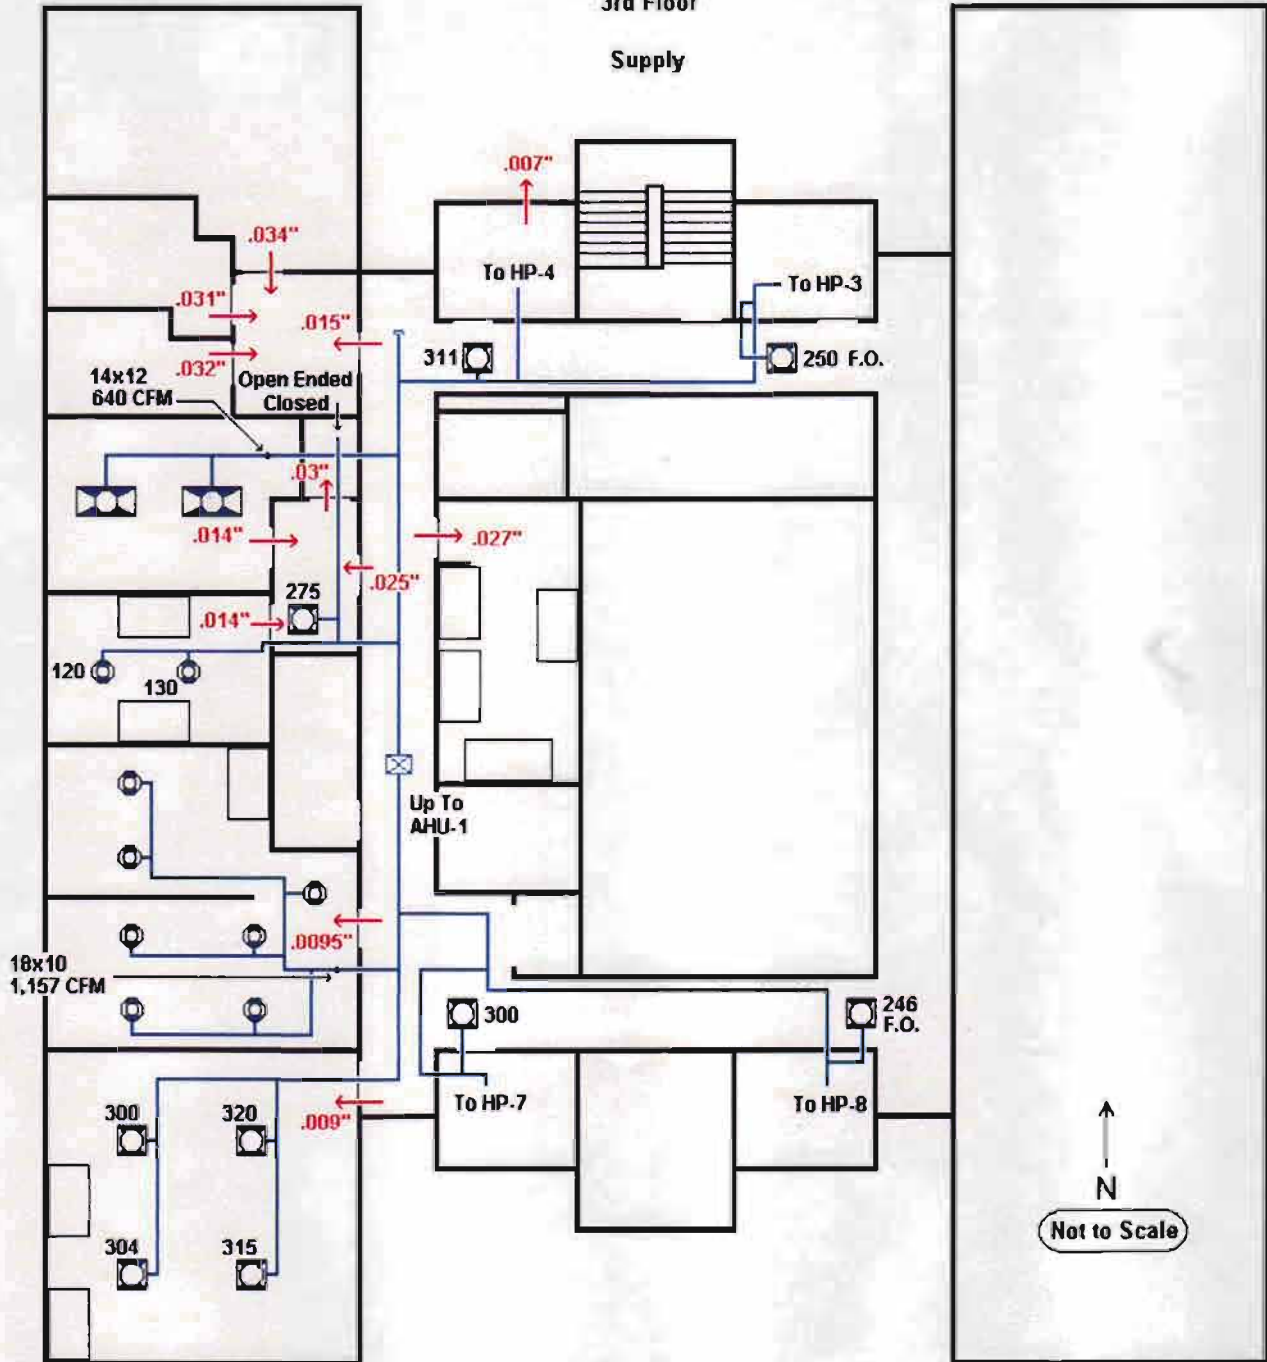 3rd Floor
Supply
.007"
.034"
To HP-4
To HP-3
.031"
.015"
311
250 F.O.
.032"
14x12
640 CFM
Open Ended
Closed
.03"
.014"
.027"
.025"
275
.014"
120
130
Up To
AHU-1
.0095"
18x10
1,157 CFM
300
246
F.O.
To HP-7
To HP-8
300
320
.009"
N
Not to Scale
304
315